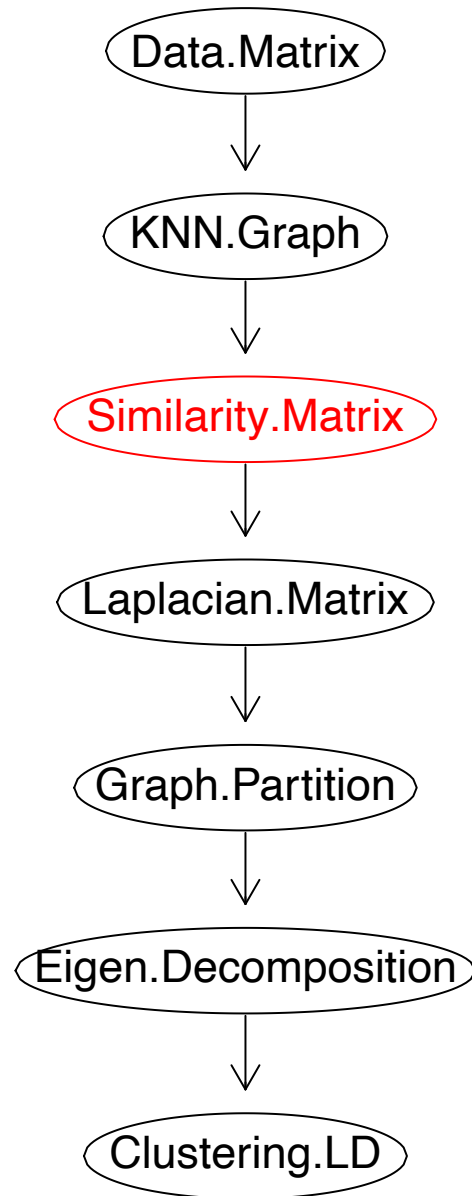 Data.Matrix
KNN.Graph
Similarity.Matrix
Laplacian.Matrix
Graph.Partition
Eigen.Decomposition
Clustering.LD